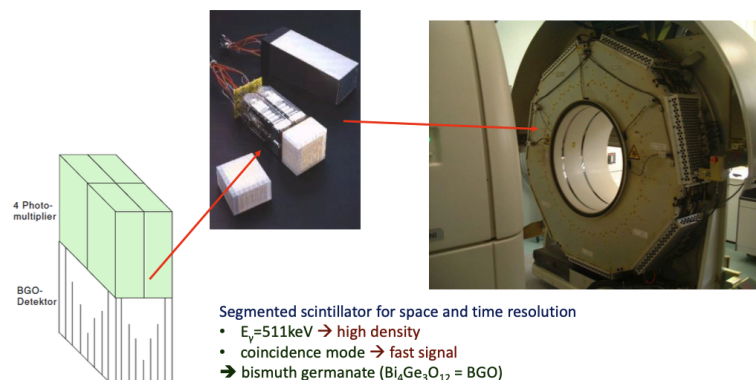 4 Photo-
multiplier
BGO-
Detektor
Segmented scintillator for space and time resolution
• Eγ=511keV → high density
• coincidence mode → fast signal
➔ bismuth germanate (Bi₄Ge₃O₁₂ = BGO)